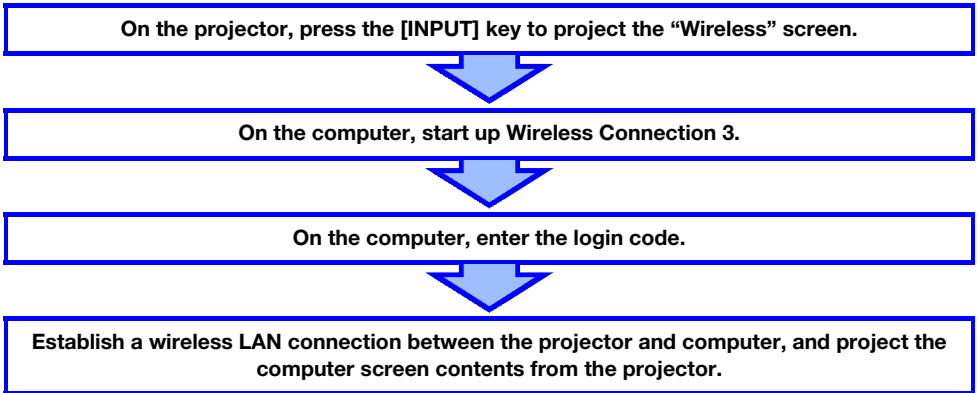 On the projector, press the [INPUT] key to project the “Wireless” screen.
On the computer, start up Wireless Connection 3.
On the computer, enter the login code.
Establish a wireless LAN connection between the projector and computer, and project the
computer screen contents from the projector.